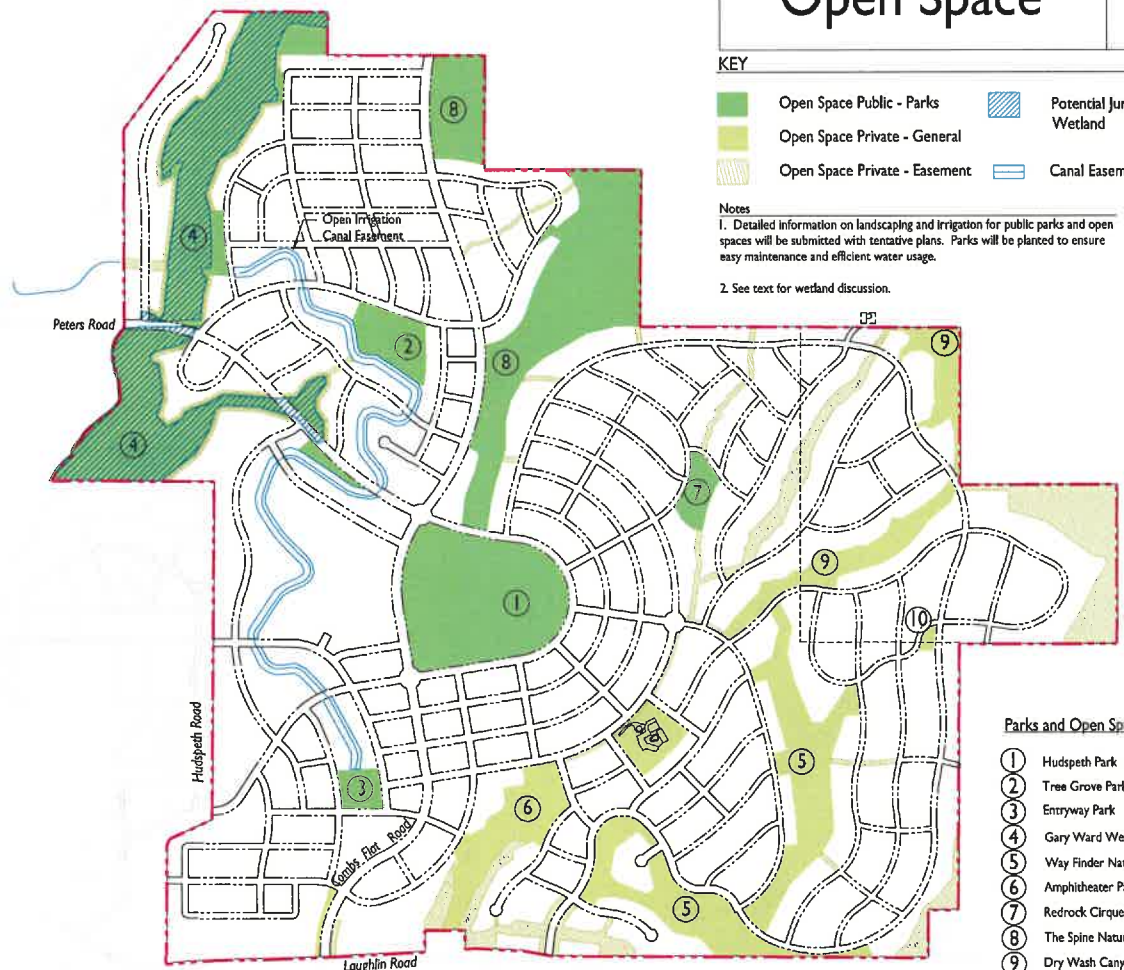 Open Space
KEY
Open Space Public - Parks
Open Space Private - General
Open Space Private - Easement
Potential
Wetland
Canal
Notes
1. Detailed information on landscaping and irrigation for public parks and open
spaces will be submitted with tentative plans. Parks will be planted to ensure
easy maintenance and efficient water usage.
2. See text for wetland discussion.
8
4
Open Irrigation
Canal Easement
Peters Road
2
8
9
4
7
9
1
10
Hudspeth Road
5
3
6
Combs Flat Road
5
Laughlin Road
Parks and Open
1 Hudspeth Park
2 Tree Grove
3 Entryway Park
4 Gary Ward
5 Way Finder
6 Amphitheater
7 Redrock Cirque
8 The Spine
9 Dry Wash